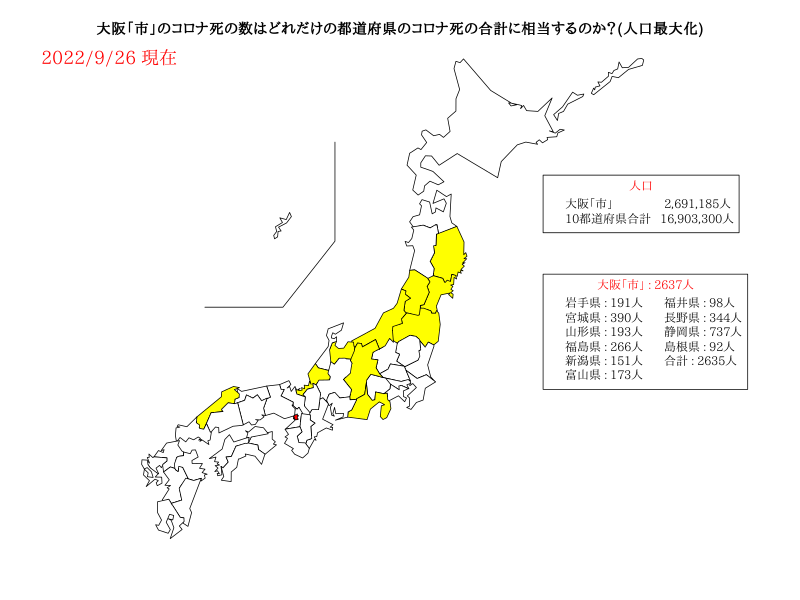 大阪「市」のコロナ死の数はどれだけの都道府県のコロナ死の合計に相当するのか?(人口最大化)
2022/9/26 現在
人口
大阪「市」 2,691,185人
10都道府県合計 16,903,300人
大阪「市」 : 2637人
岩手県 : 191人 福井県 : 98人
宮城県 : 390人 長野県 : 344人
山形県 : 193人 静岡県 : 737人
福島県 : 266人 島根県 : 92人
新潟県 : 151人 合計 : 2635人
富山県 : 173人